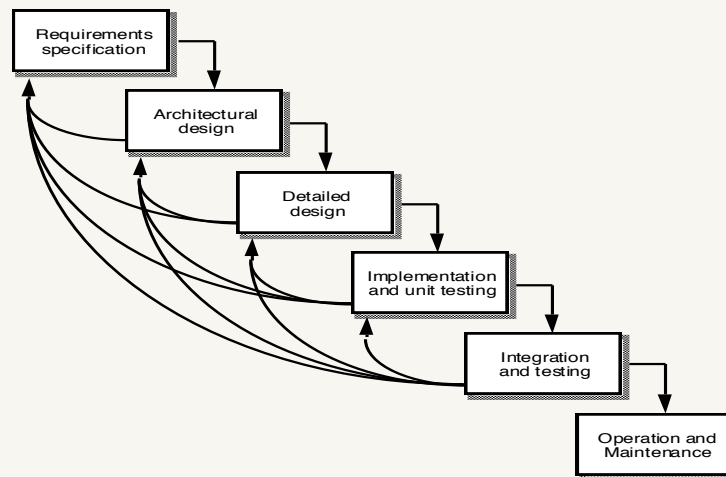 Requirements
specification
Architectural
design
Detailed
design
Implementation
and unit testing
Integration
and testing
Operation and
Maintenance